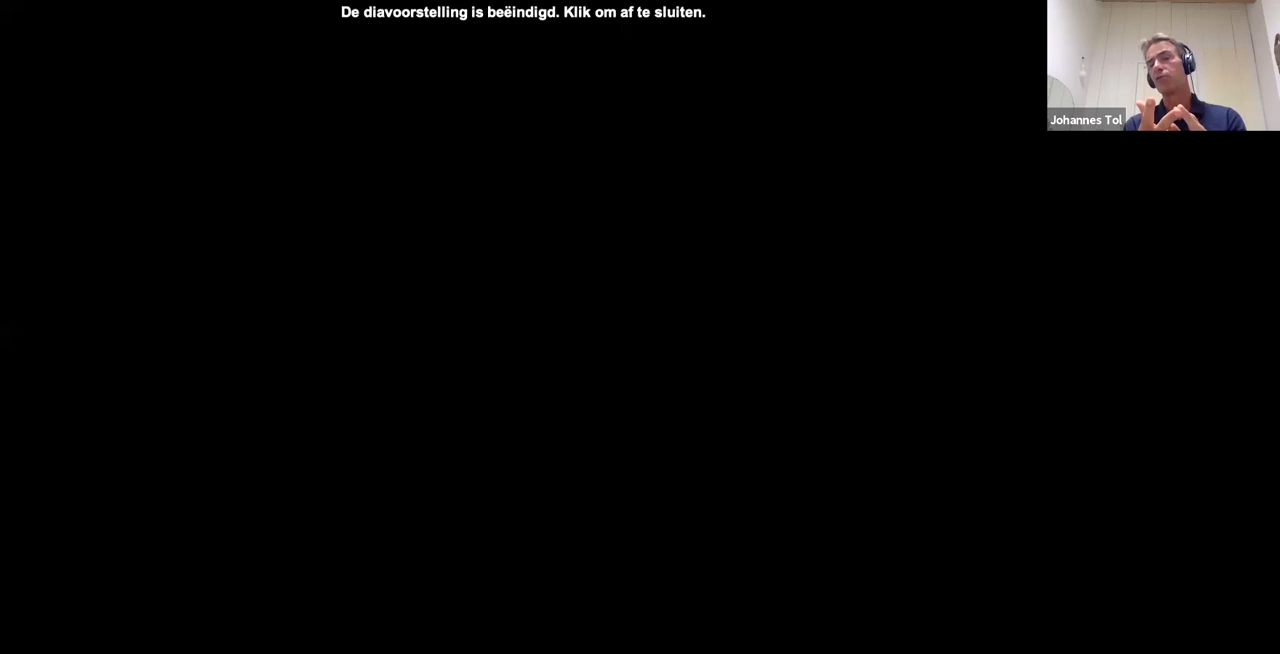 De diavoorstelling is beëindigd. Klik om af te sluiten.
Johannes Tol